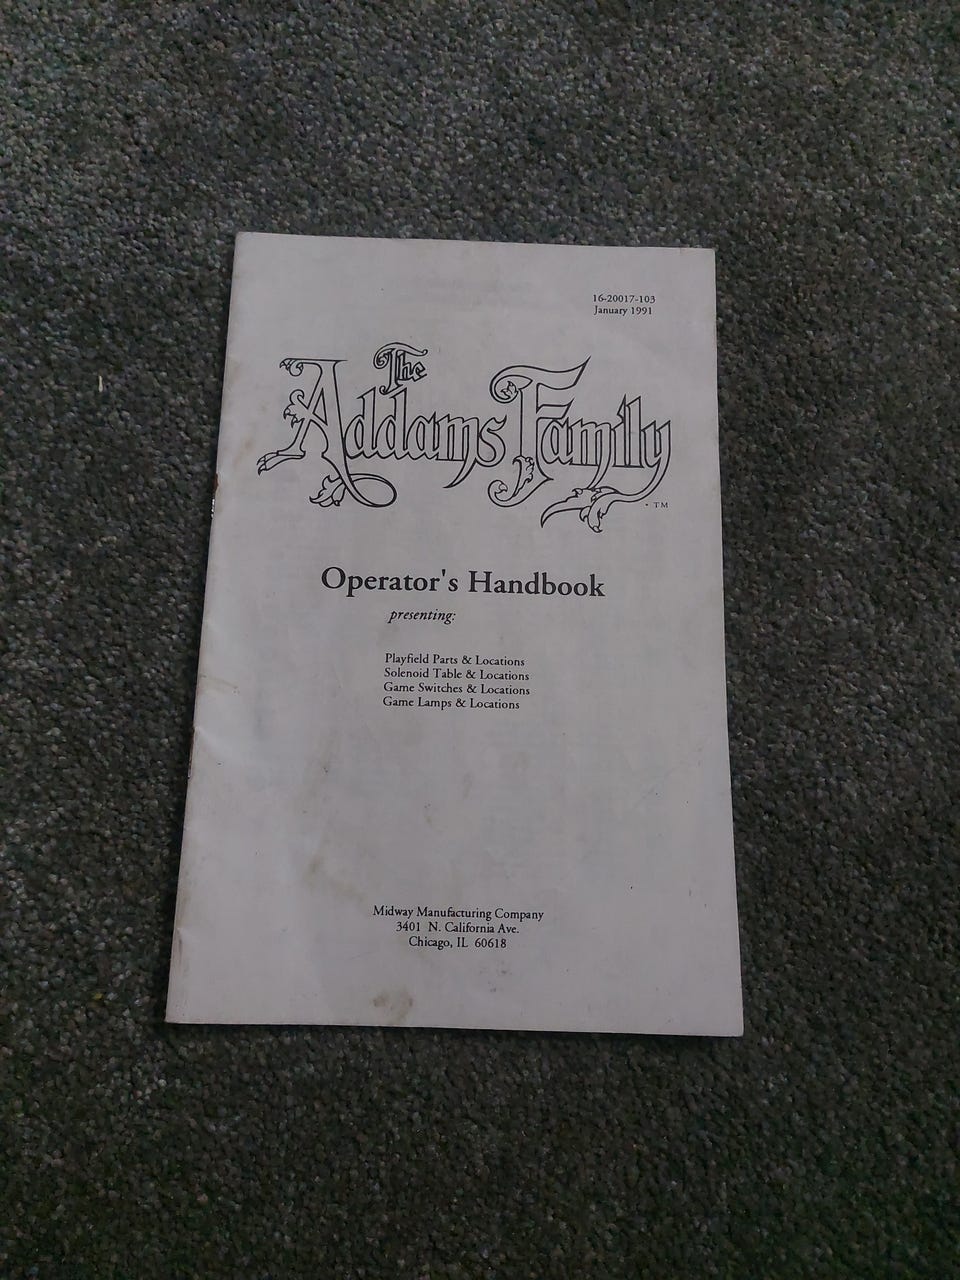 16-20017-103
January 1991
The
Addams Family
TM
Operator's Handbook
presenting:
Playfield Parts & Locations
Solenoid Table & Locations
Game Switches & Locations
Game Lamps & Locations
Midway Manufacturing Company
3401 N. California Ave.
Chicago, IL 60618